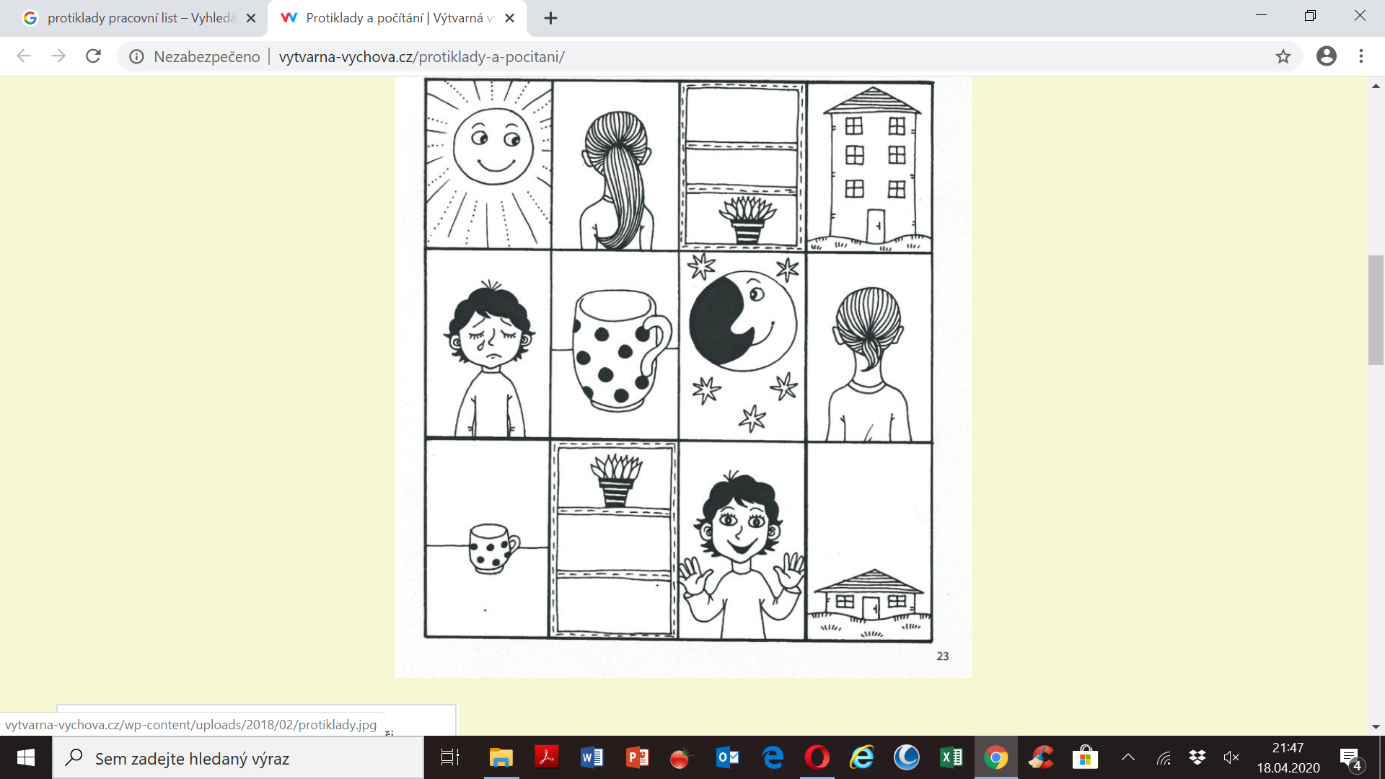 protiklady pracovní list – Vyhledá
Protiklady a počítání | Výtvarná v
Nezabezpečeno
vytvarna-vychova.cz/protiklady-a-pocitani/
23
vytvarna-vychova.cz/wp-content/uploads/2018/02/protiklady.jpg
Sem zadejte hledaný výraz
21:47
18.04.2020
4